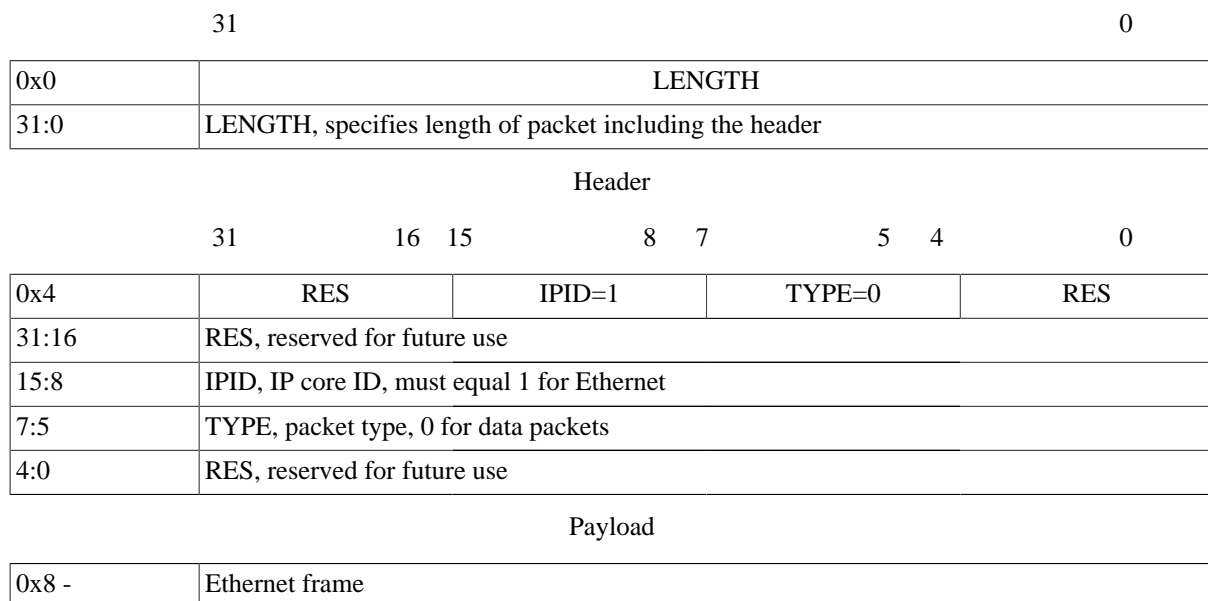 31 0
0x0 LENGTH
31:0 LENGTH, specifies length of packet including the header
Header
31 16 15 8 7 5 4 0
0x4 RES IPID=1 TYPE=0 RES
31:16 RES, reserved for future use
15:8 IPID, IP core ID, must equal 1 for Ethernet
7:5 TYPE, packet type, 0 for data packets
4:0 RES, reserved for future use
Payload
0x8 - Ethernet frame